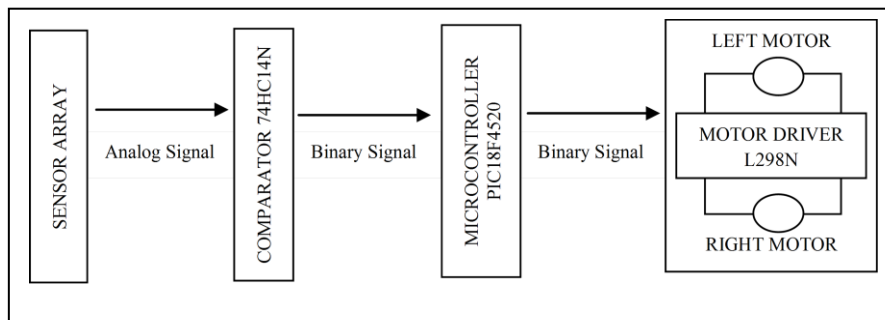 SENSOR ARRAY
Analog Signal
COMPARATOR 74HC14N
Binary Signal
MICROCONTROLLER
PIC18F4520
Binary Signal
LEFT MOTOR
MOTOR DRIVER
L298N
RIGHT MOTOR